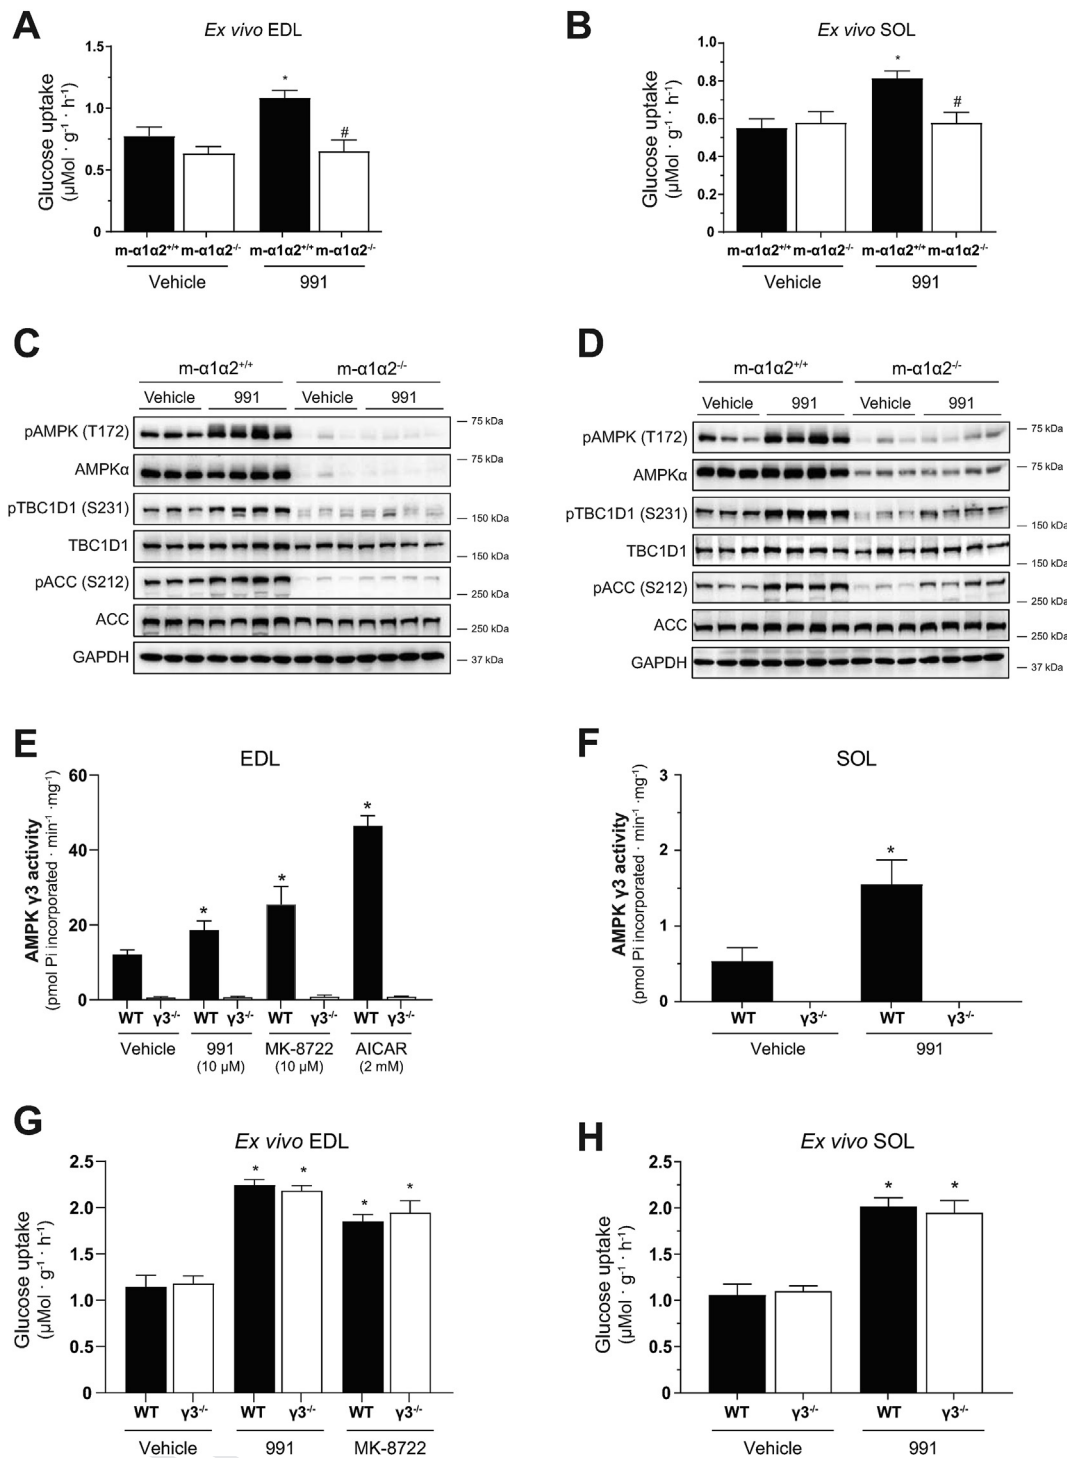 A
Ex vivo EDL
Glucose uptake
(µMol · g⁻¹ · h⁻¹)
1.5
1.0
0.5
0
*
#
m-α1α2⁺/⁺ m-α1α2⁻/⁻ m-α1α2⁺/⁺ m-α1α2⁻/⁻
Vehicle 991
B
Ex vivo SOL
Glucose uptake
(µMol · g⁻¹ · h⁻¹)
1.0
0.8
0.6
0.4
0.2
0
*
#
m-α1α2⁺/⁺ m-α1α2⁻/⁻ m-α1α2⁺/⁺ m-α1α2⁻/⁻
Vehicle 991
C
m-α1α2⁺/⁺ m-α1α2⁻/⁻
Vehicle 991 Vehicle 991
pAMPK (T172) 75 kDa
AMPKα 75 kDa
pTBC1D1 (S231) 150 kDa
TBC1D1 150 kDa
pACC (S212) 250 kDa
ACC 250 kDa
GAPDH 37 kDa
D
m-α1α2⁺/⁺ m-α1α2⁻/⁻
Vehicle 991 Vehicle 991
pAMPK (T172) 75 kDa
AMPKα 75 kDa
pTBC1D1 (S231) 150 kDa
TBC1D1 150 kDa
pACC (S212) 250 kDa
ACC 250 kDa
GAPDH 37 kDa
E
EDL
AMPK γ3 activity
(pmol Pi incorporated · min⁻¹ ·mg⁻¹)
60
40
20
0
* * *
WT γ3⁻/⁻ WT γ3⁻/⁻ WT γ3⁻/⁻ WT γ3⁻/⁻
Vehicle 991 MK-8722 AICAR
(10 µM) (10 µM) (2 mM)
F
SOL
AMPK γ3 activity
(pmol Pi incorporated · min⁻¹ ·mg⁻¹)
3
2
1
0
*
WT γ3⁻/⁻ WT γ3⁻/⁻
Vehicle 991
G
Ex vivo EDL
Glucose uptake
(µMol · g⁻¹ · h⁻¹)
2.5
2.0
1.5
1.0
0.5
0
* * * *
WT γ3⁻/⁻ WT γ3⁻/⁻ WT γ3⁻/⁻
Vehicle 991 MK-8722
H
Ex vivo SOL
Glucose uptake
(µMol · g⁻¹ · h⁻¹)
2.5
2.0
1.5
1.0
0.5
0
* *
WT γ3⁻/⁻ WT γ3⁻/⁻
Vehicle 991